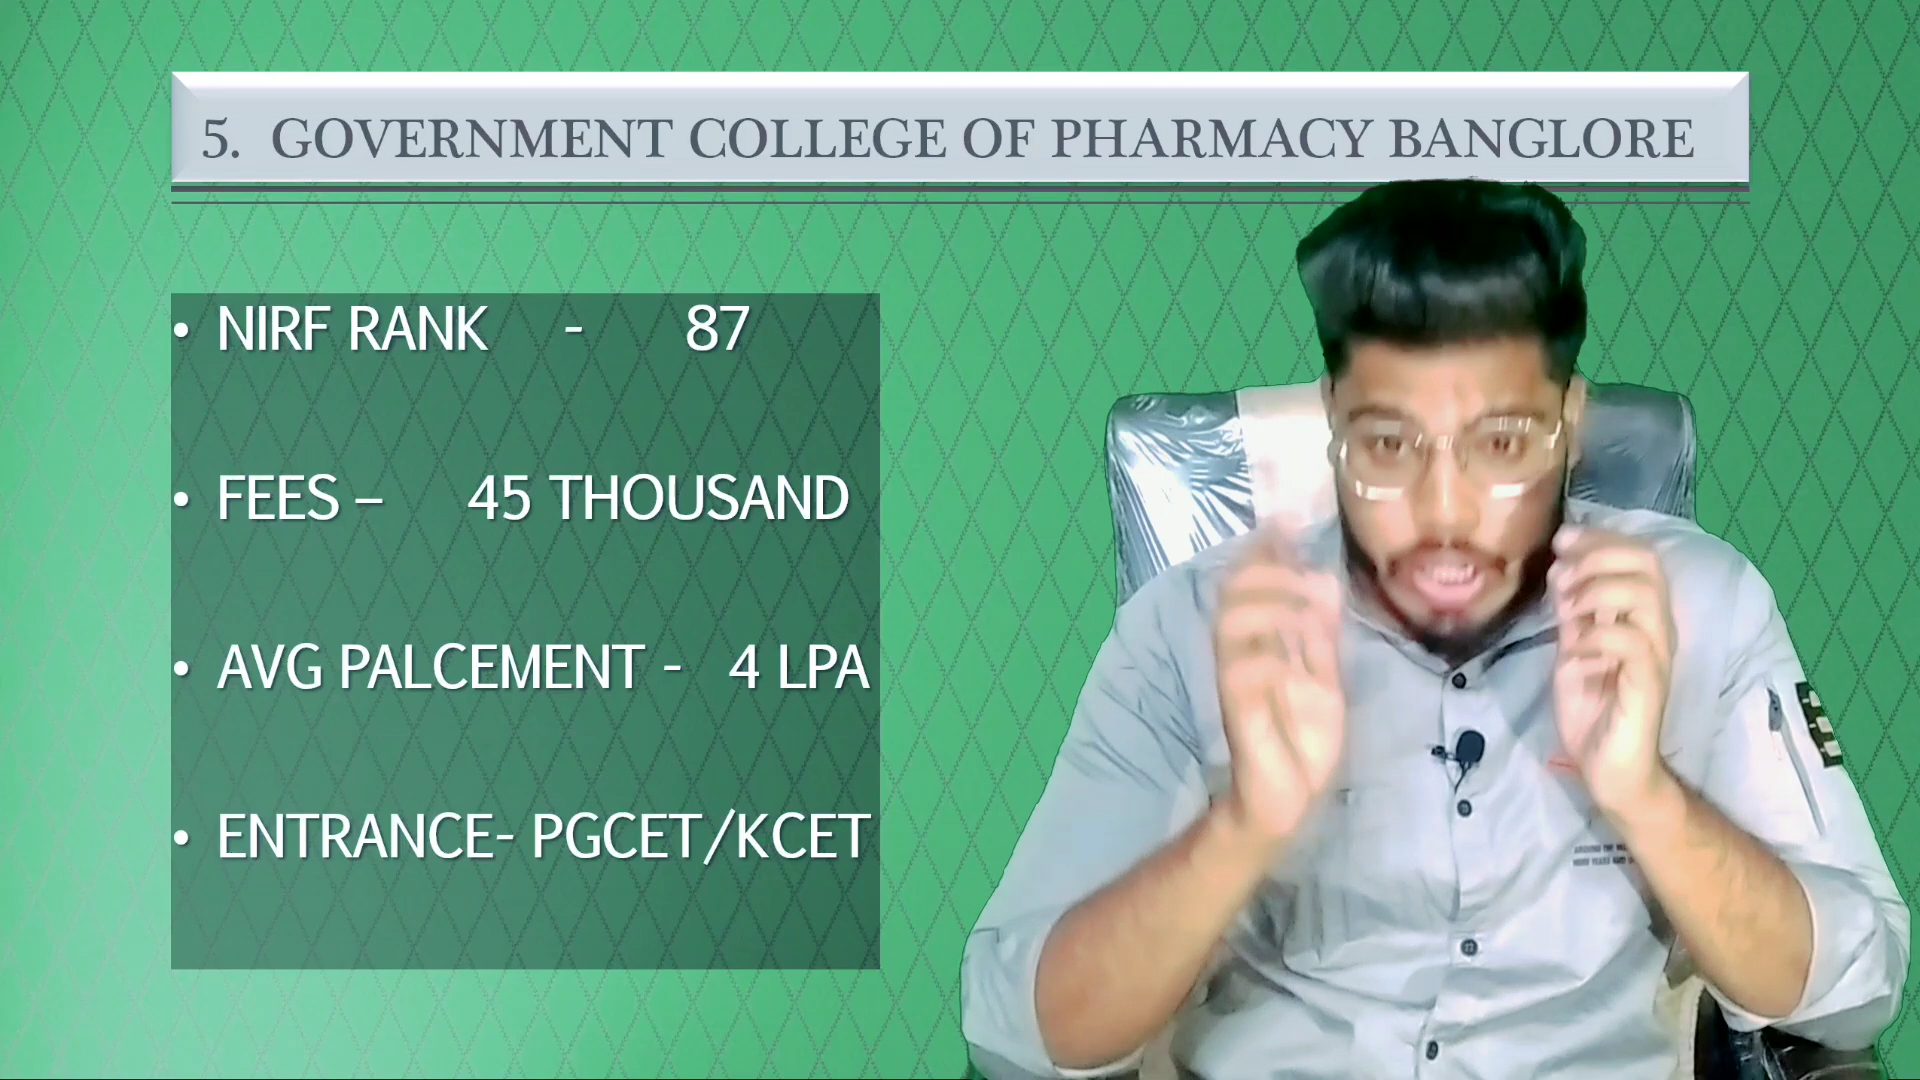 5. GOVERNMENT COLLEGE OF PHARMACY BANGLORE
• NIRF RANK - 87
• FEES – 45 THOUSAND
• AVG PALCEMENT - 4 LPA
• ENTRANCE- PGCET/KCET